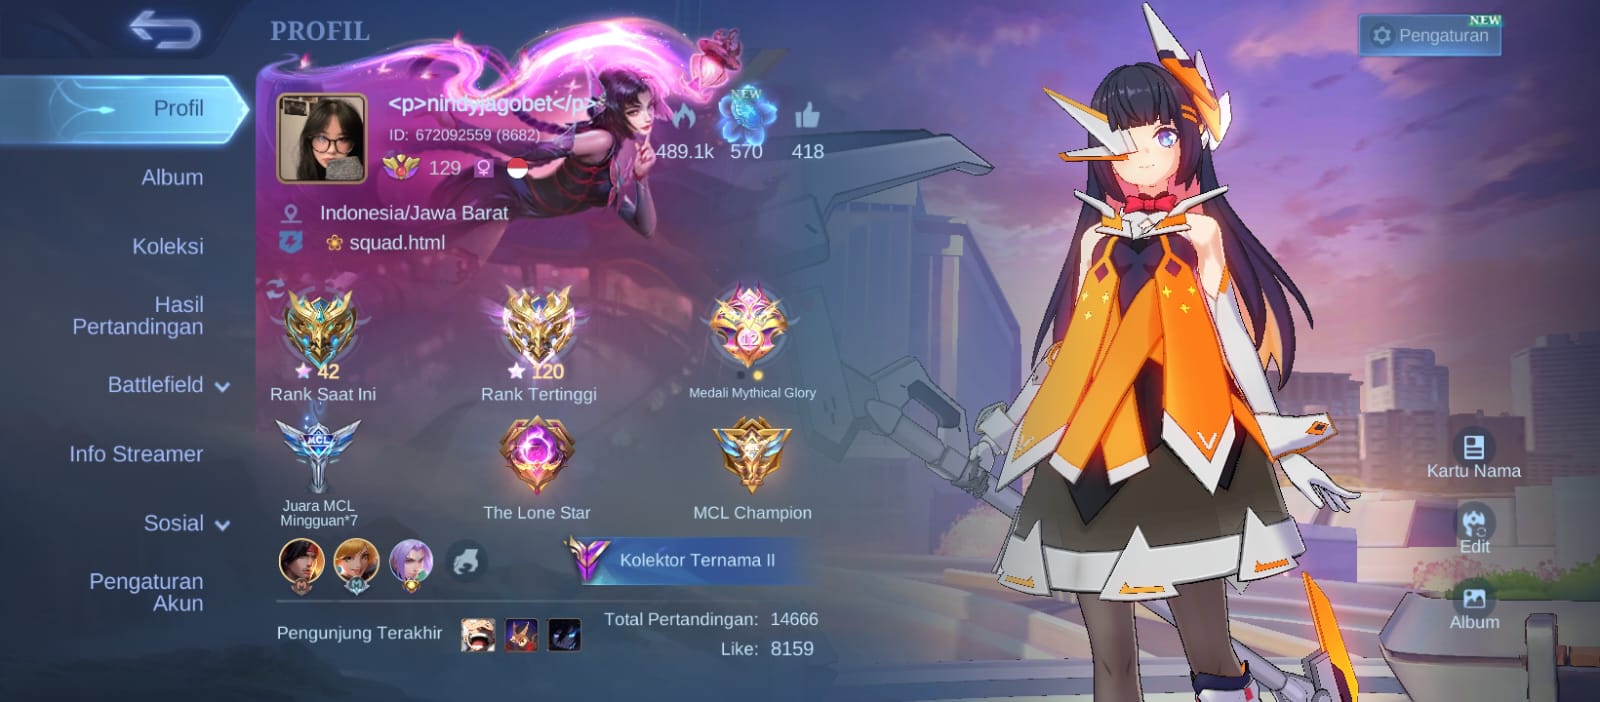 PROFIL
NEW
Pengaturan
Profil
Album
Koleksi
Hasil
Pertandingan
Battlefield
Info Streamer
Sosial
Pengaturan
Akun
<p>nindyjagobet</p>
ID: 672092559 (8682)
129
NEW
489.1k
570
418
Indonesia/Jawa Barat
squad.html
42
Rank Saat Ini
120
Rank Tertinggi
12
Medali Mythical Glory
MCL
Juara MCL
Mingguan*7
The Lone Star
MCL Champion
Kolektor Ternama II
Pengunjung Terakhir
Total Pertandingan: 14666
Like: 8159
Kartu Nama
Edit
Album